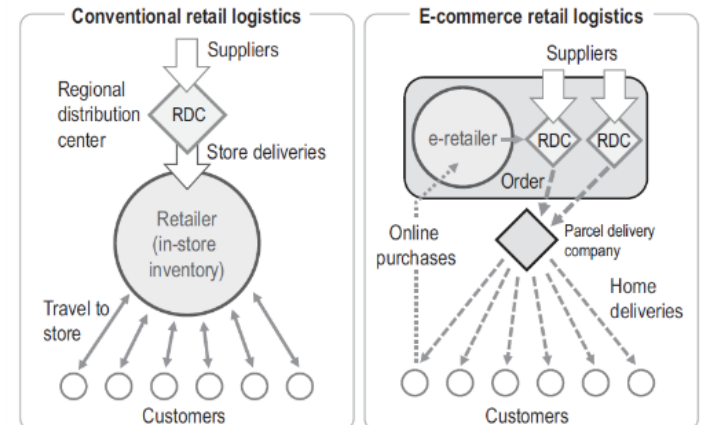 Conventional retail logistics
Suppliers
Regional
distribution
center
RDC
Store deliveries
Retailer
(in-store
inventory)
Travel to
store
Customers
E-commerce retail logistics
Suppliers
e-retailer
RDC
RDC
Order
Online
purchases
Parcel delivery
company
Home
deliveries
Customers